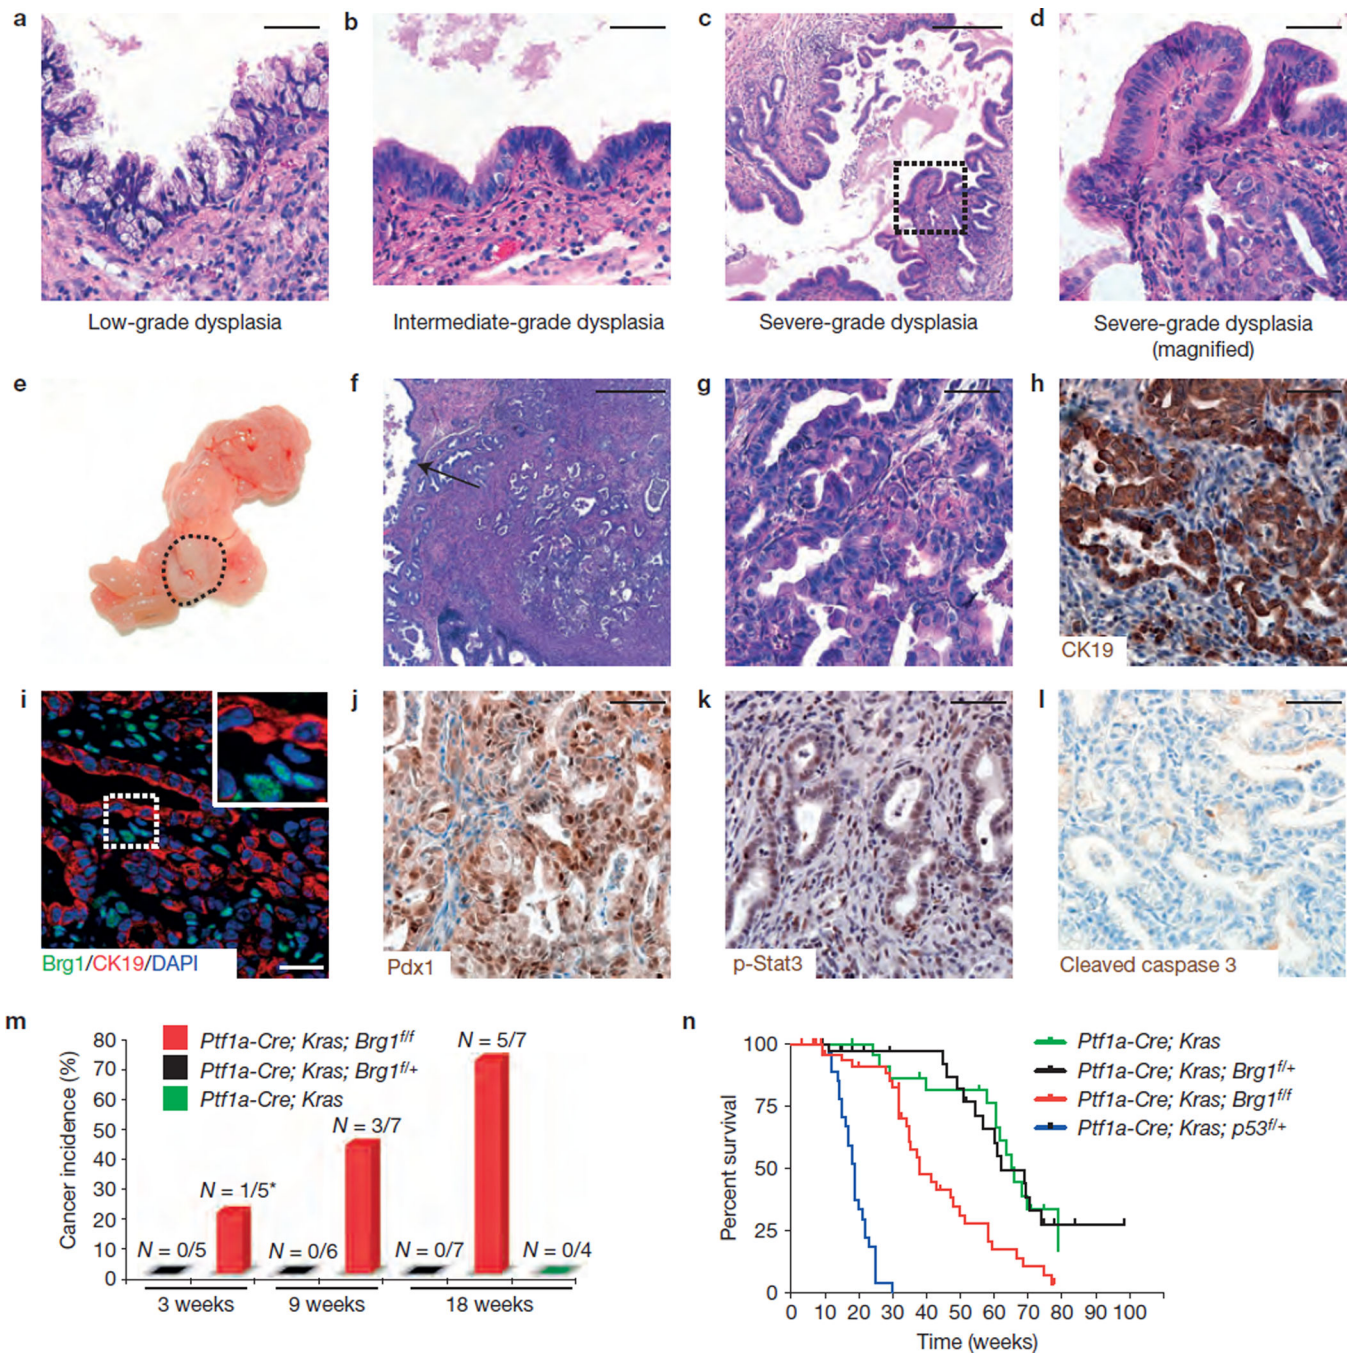 a
b
c
d
Low-grade dysplasia
Intermediate-grade dysplasia
Severe-grade dysplasia
Severe-grade dysplasia
(magnified)
e
f
g
h
CK19
i
j
k
l
Brg1/CK19/DAPI
Pdx1
p-Stat3
Cleaved caspase 3
m
Cancer incidence (%)
80
70
60
50
40
30
20
10
0
Ptf1a-Cre; Kras; Brg1f/f
Ptf1a-Cre; Kras; Brg1f/+
Ptf1a-Cre; Kras
N = 5/7
N = 3/7
N = 1/5*
N = 0/5
N = 0/6
N = 0/7
N = 0/4
3 weeks
9 weeks
18 weeks
n
Percent survival
100
75
50
25
0
Ptf1a-Cre; Kras
Ptf1a-Cre; Kras; Brg1f/+
Ptf1a-Cre; Kras; Brg1f/f
Ptf1a-Cre; Kras; p53f/+
0 10 20 30 40 50 60 70 80 90 100
Time (weeks)